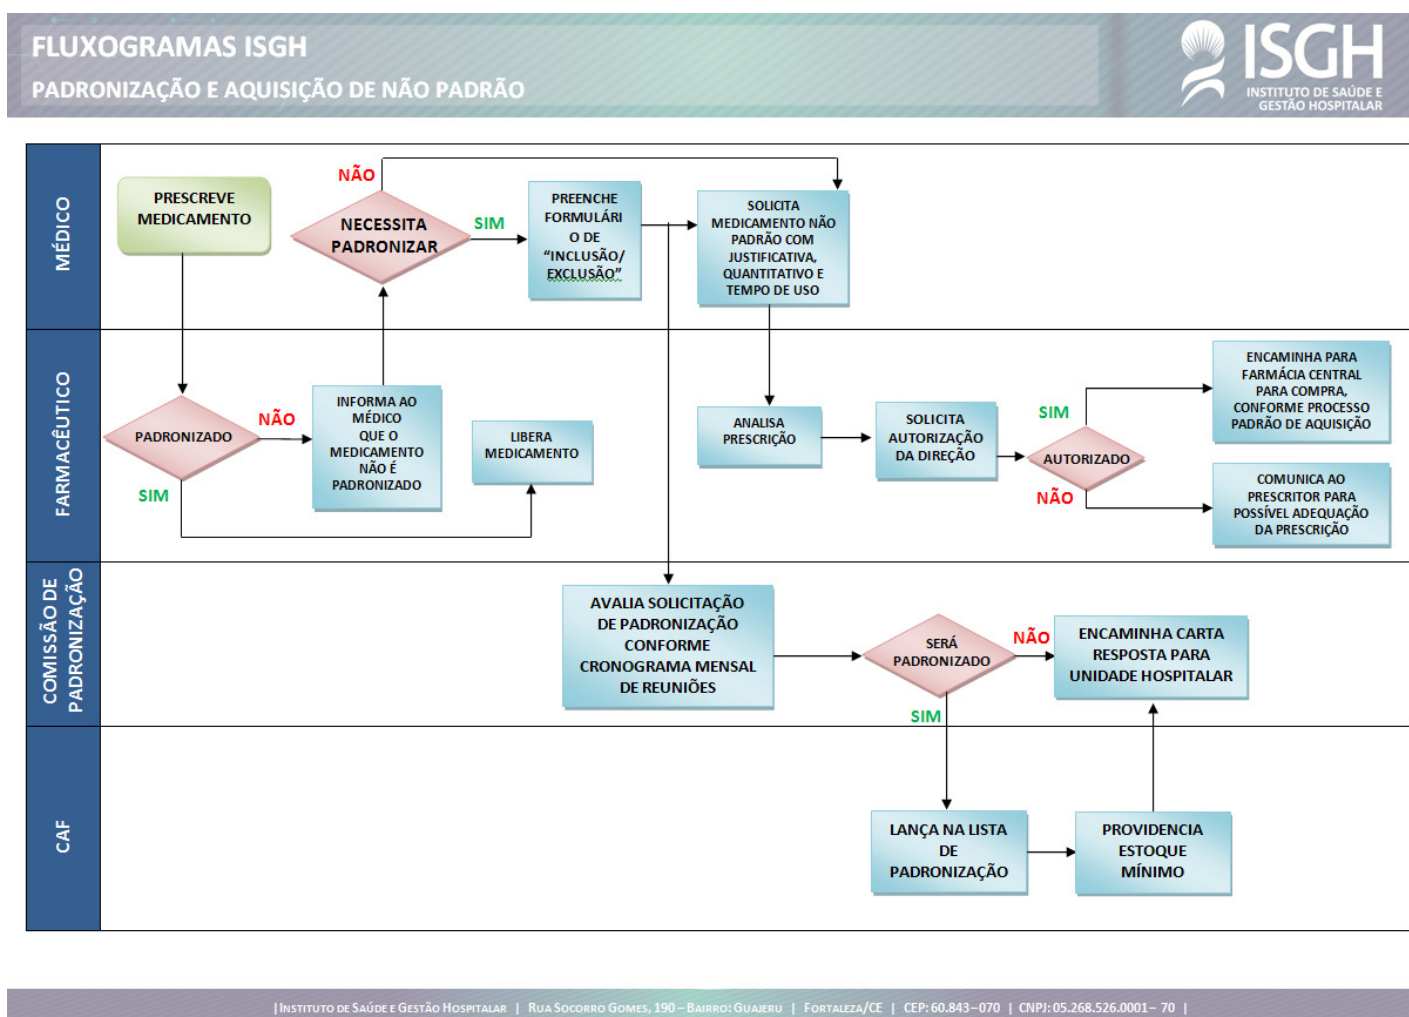 FLUXOGRAMAS ISGH
PADRONIZAÇÃO E AQUISIÇÃO DE NÃO PADRÃO
ISGH
INSTITUTO DE SAÚDE E
GESTÃO HOSPITALAR
MÉDICO
PRESCREVE
MEDICAMENTO
NÃO
NECESSITA
PADRONIZAR
SIM
PREENCHE
FORMULÁRI
O DE
“INCLUSÃO/
EXCLUSÃO”
SOLICITA
MEDICAMENTO NÃO
PADRÃO COM
JUSTIFICATIVA,
QUANTITATIVO E
TEMPO DE USO
FARMACÊUTICO
PADRONIZADO
NÃO
SIM
INFORMA AO
MÉDICO
QUE O
MEDICAMENTO
NÃO É
PADRONIZADO
LIBERA
MEDICAMENTO
ANALISA
PRESCRIÇÃO
SOLICITA
AUTORIZAÇÃO
DA DIREÇÃO
SIM
AUTORIZADO
NÃO
ENCAMINHA PARA
FARMÁCIA CENTRAL
PARA COMPRA,
CONFORME PROCESSO
PADRÃO DE AQUISIÇÃO
COMUNICA AO
PRESCRITOR PARA
POSSÍVEL ADEQUAÇÃO
DA PRESCRIÇÃO
COMISSÃO DE
PADRONIZAÇÃO
AVALIA SOLICITAÇÃO
DE PADRONIZAÇÃO
CONFORME
CRONOGRAMA MENSAL
DE REUNIÕES
SERÁ
PADRONIZADO
NÃO
SIM
ENCAMINHA CARTA
RESPOSTA PARA
UNIDADE HOSPITALAR
CAF
LANÇA NA LISTA
DE
PADRONIZAÇÃO
PROVIDENCIA
ESTOQUE
MÍNIMO
| INSTITUTO DE SAÚDE E GESTÃO HOSPITALAR | RUA SOCORRO GOMES, 190 – BAIRRO: GUAJERU | FORTALEZA/CE | CEP: 60.843–070 | CNPJ: 05.268.526.0001– 70 |